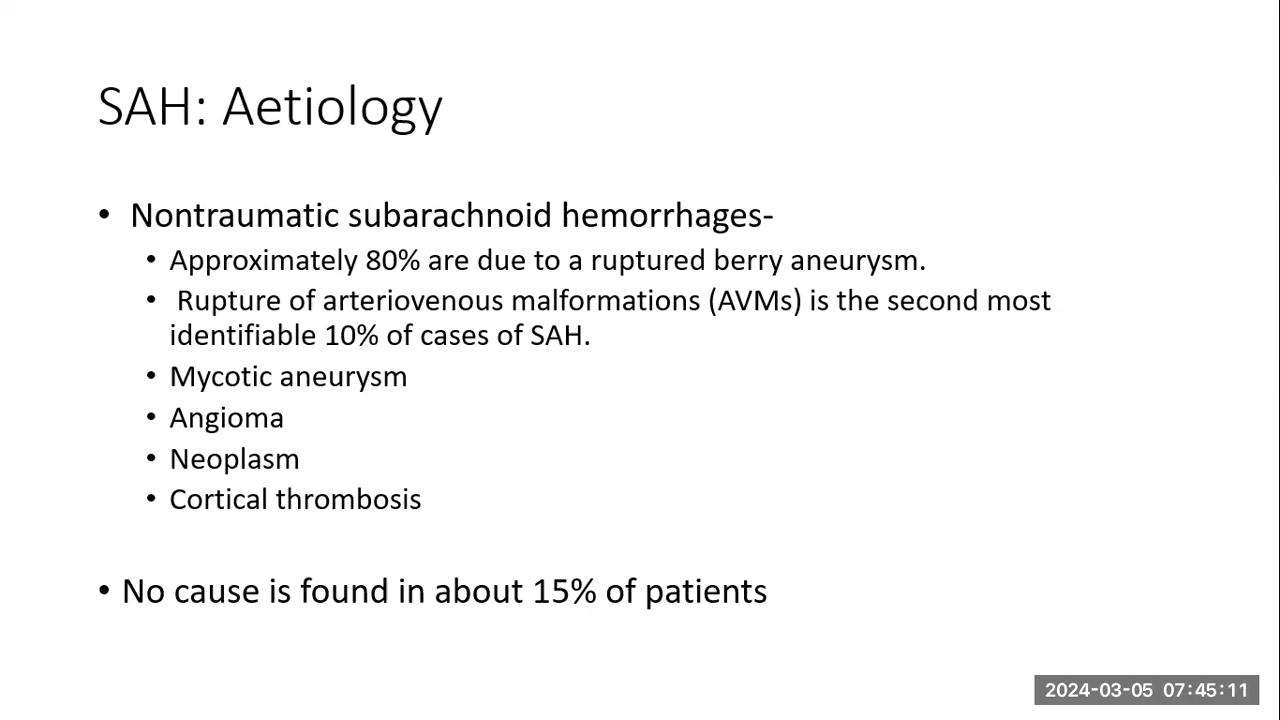 SAH: Aetiology
• Nontraumatic subarachnoid hemorrhages-
• Approximately 80% are due to a ruptured berry aneurysm.
• Rupture of arteriovenous malformations (AVMs) is the second most
identifiable 10% of cases of SAH.
• Mycotic aneurysm
• Angioma
• Neoplasm
• Cortical thrombosis
• No cause is found in about 15% of patients
2024-03-05 07:45:11